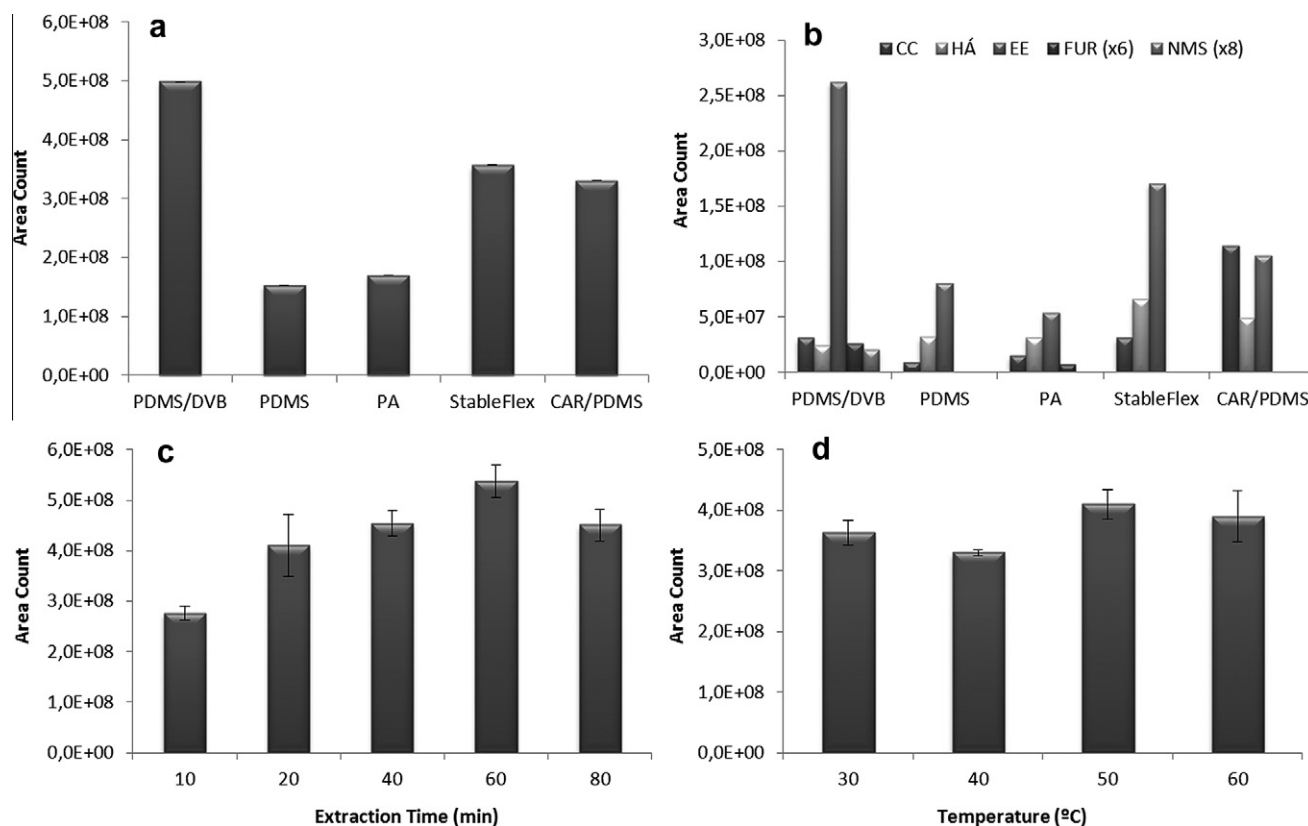 a
6,0E+08
5,0E+08
4,0E+08
3,0E+08
2,0E+08
1,0E+08
0,0E+00
Area Count
PDMS/DVB PDMS PA StableFlex CAR/PDMS
b
CC HÁ EE FUR (x6) NMS (x8)
3,0E+08
2,5E+08
2,0E+08
1,5E+08
1,0E+08
5,0E+07
0,0E+00
Area Count
PDMS/DVB PDMS PA StableFlex CAR/PDMS
c
6,0E+08
5,0E+08
4,0E+08
3,0E+08
2,0E+08
1,0E+08
0,0E+00
Area Count
10 20 40 60 80
Extraction Time (min)
d
5,0E+08
4,0E+08
3,0E+08
2,0E+08
1,0E+08
0,0E+00
Area Count
30 40 50 60
Temperature (ºC)